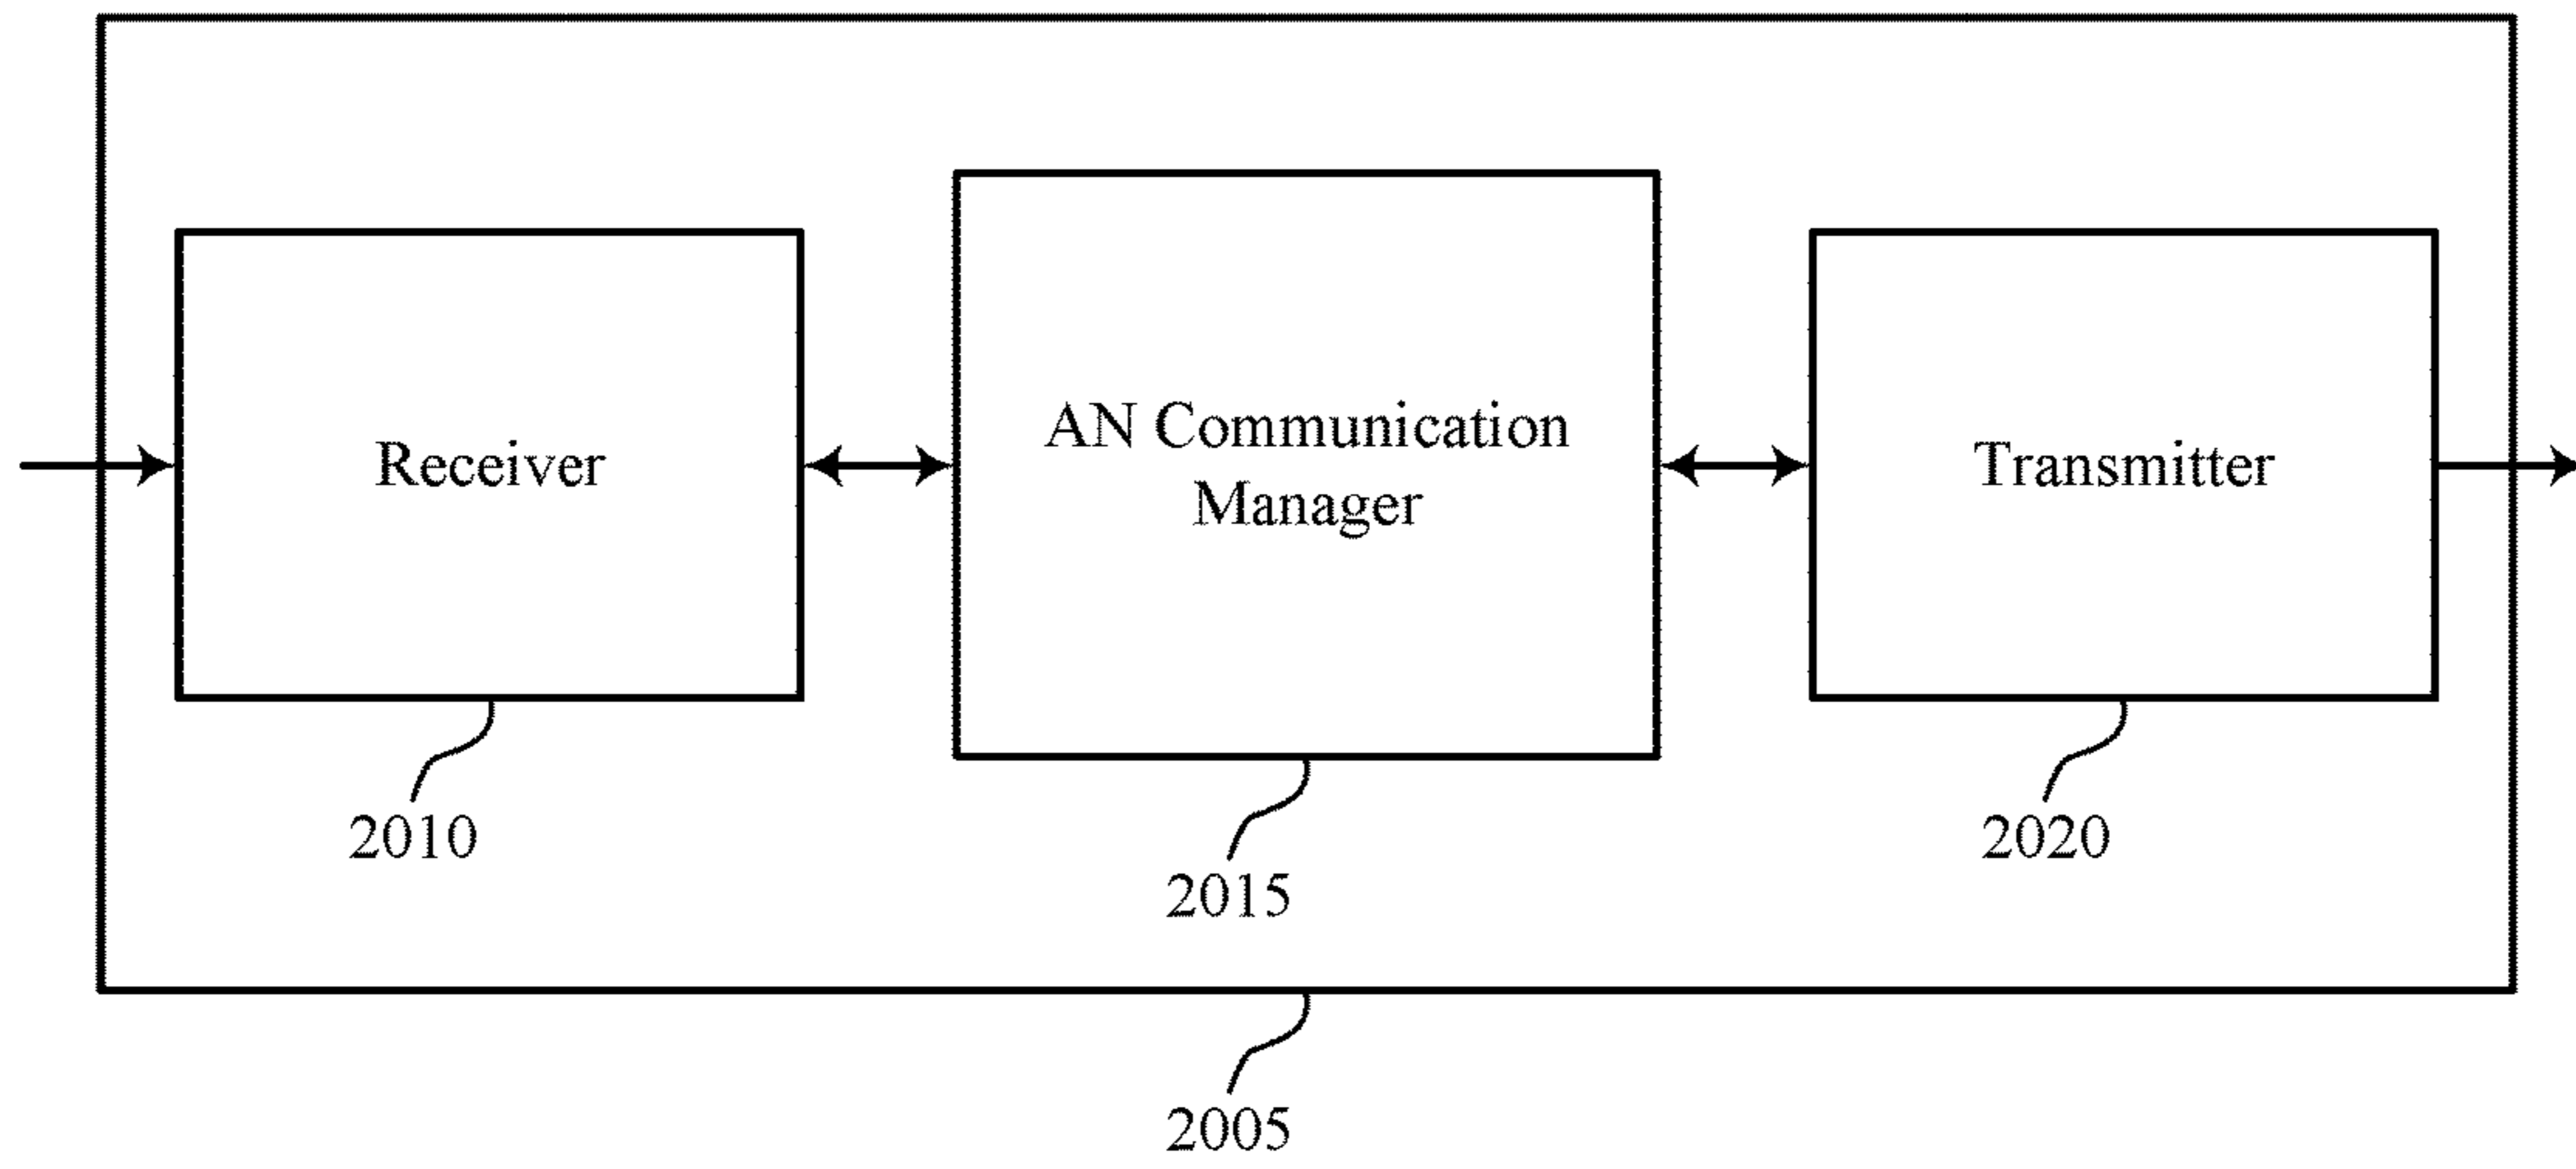 Receiver
AN Communication
Manager
Transmitter
2010
2015
2020
2005